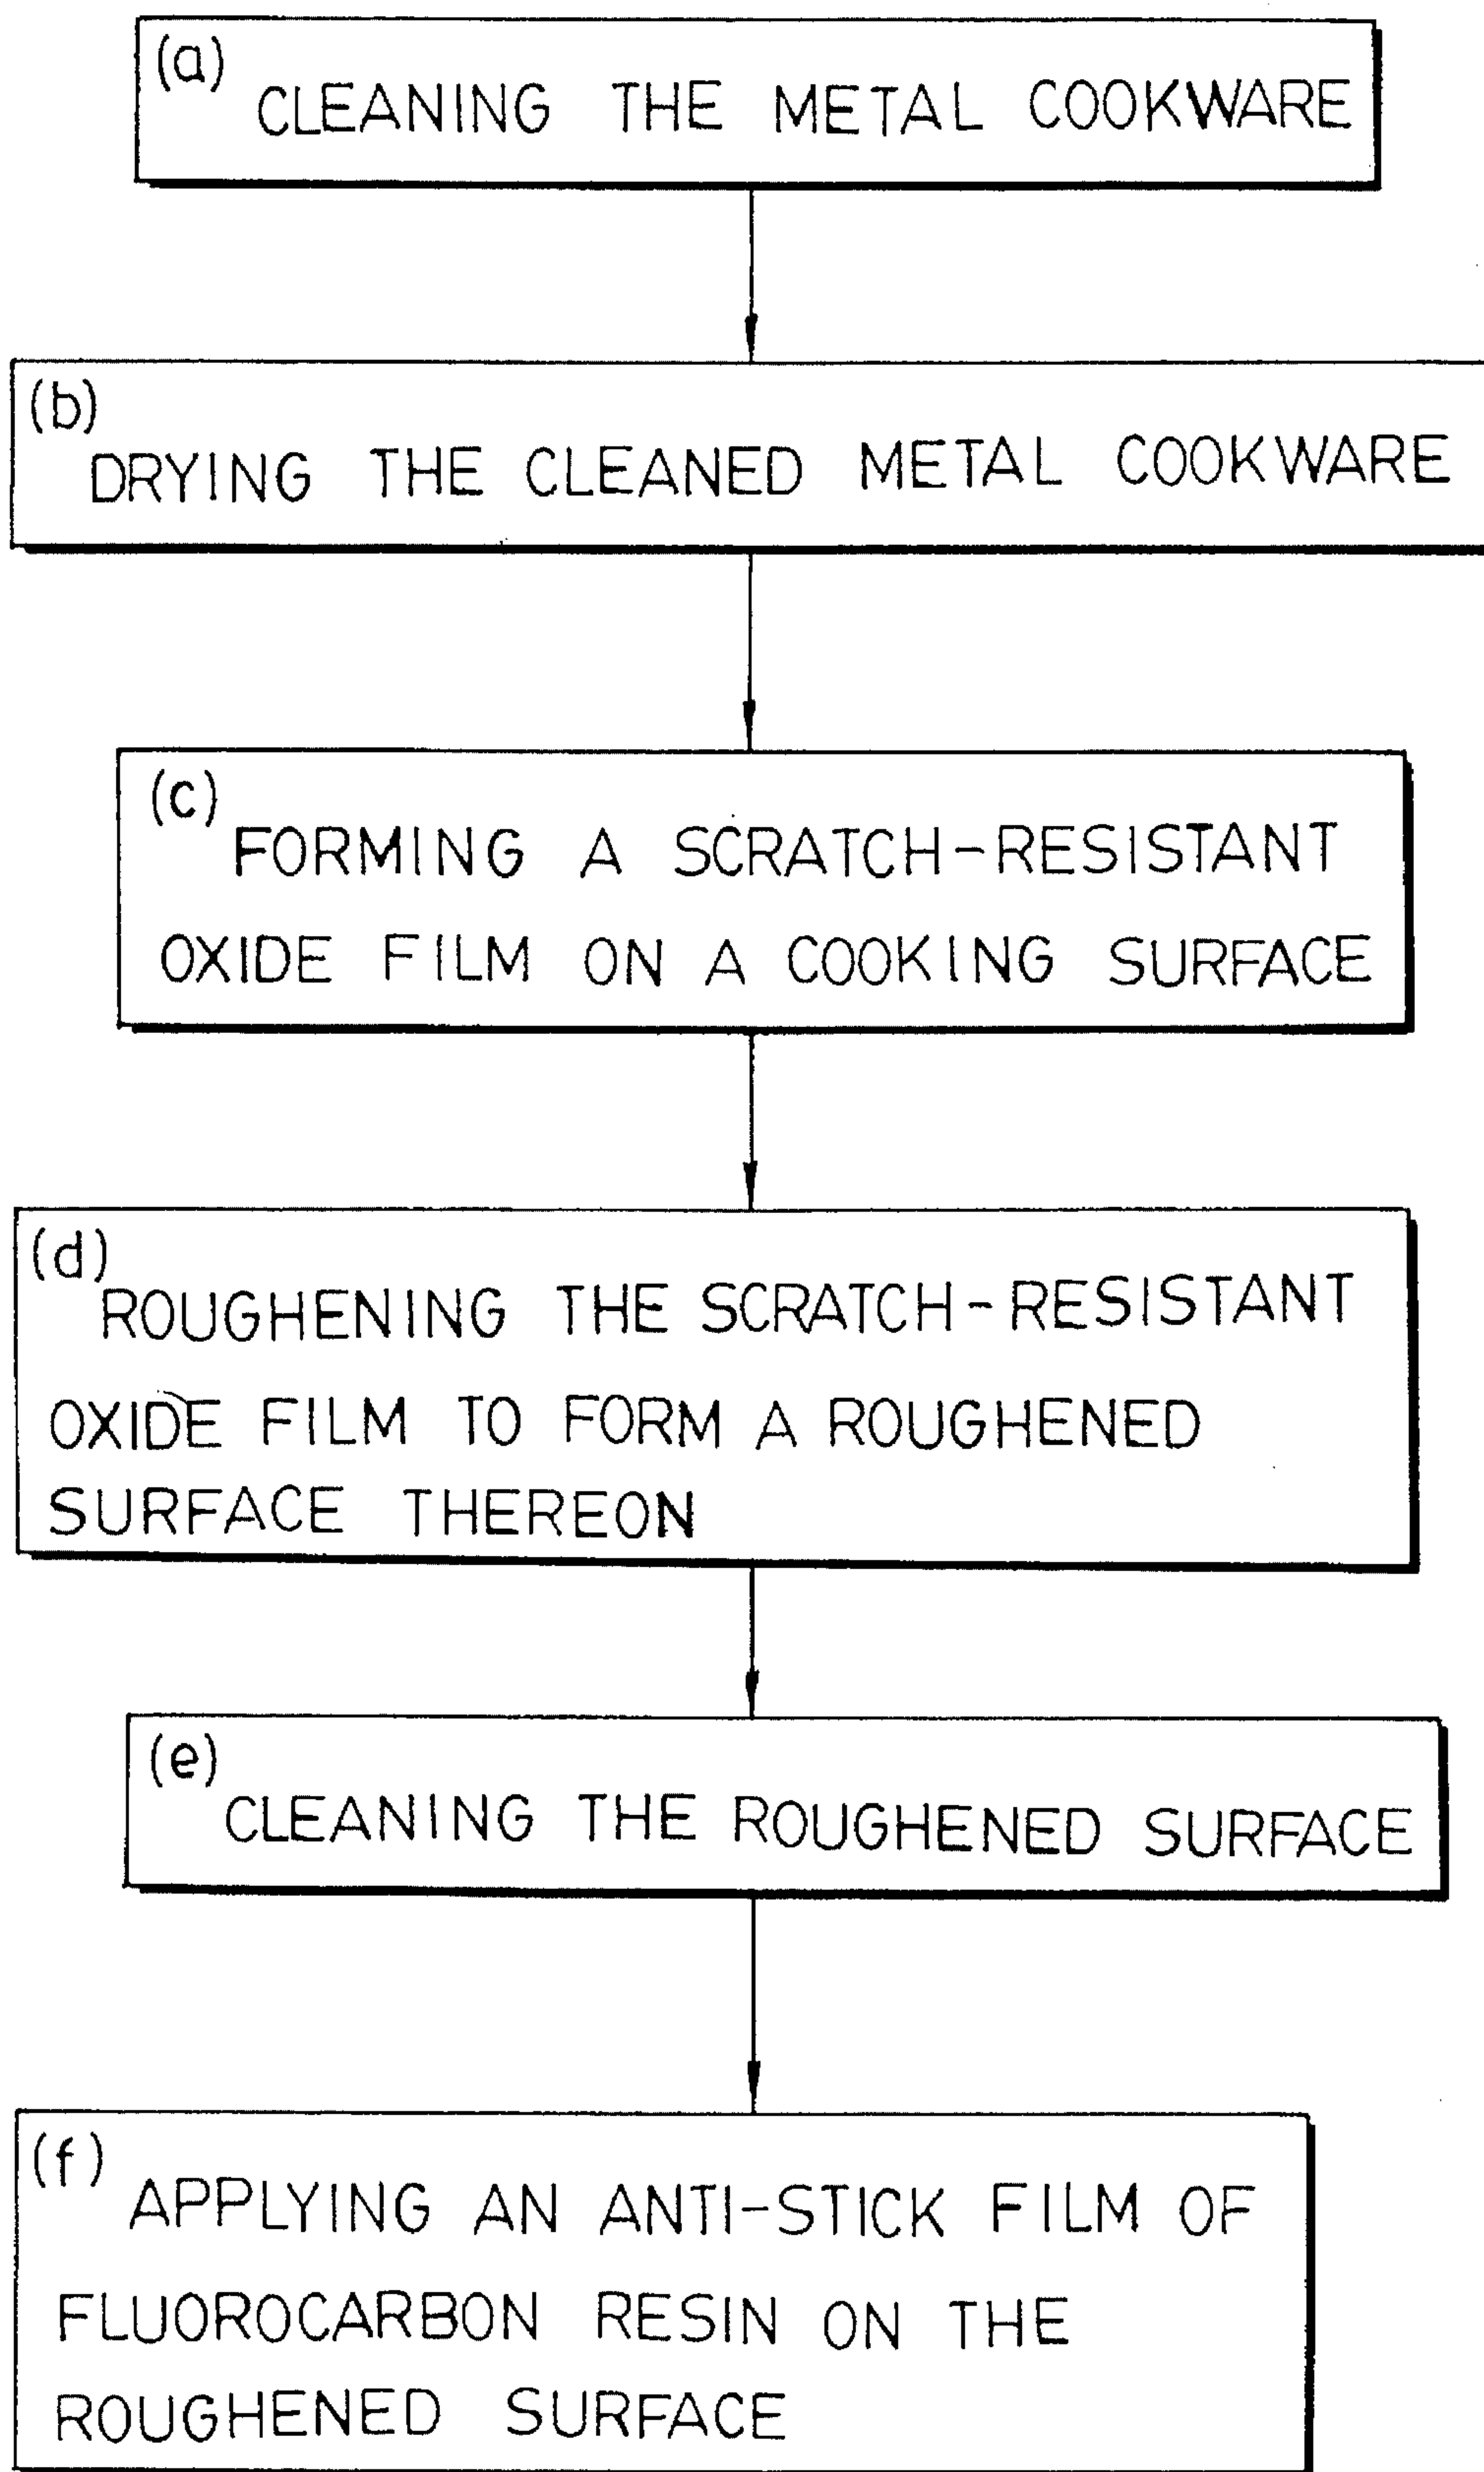 (a)
CLEANING THE METAL COOKWARE
(b)
DRYING THE CLEANED METAL COOKWARE
(c)
FORMING A SCRATCH-RESISTANT
OXIDE FILM ON A COOKING SURFACE
(d)
ROUGHENING THE SCRATCH-RESISTANT
OXIDE FILM TO FORM A ROUGHENED
SURFACE THEREON
(e)
CLEANING THE ROUGHENED SURFACE
(f)
APPLYING AN ANTI-STICK FILM OF
FLUOROCARBON RESIN ON THE
ROUGHENED SURFACE